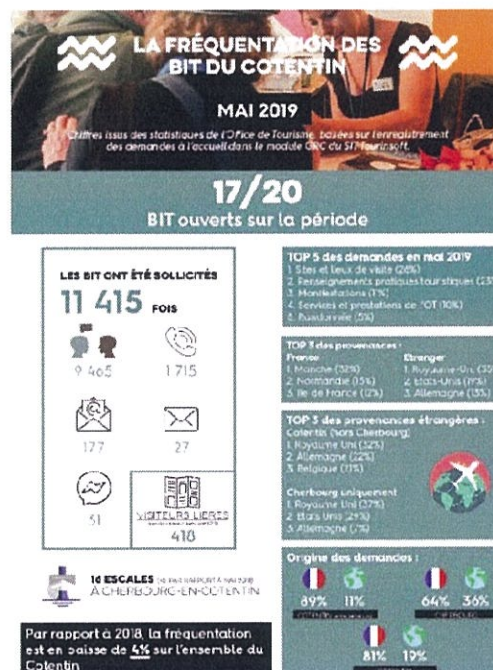 LA FRÉQUENTATION DES
BIT DU COTENTIN
MAI 2019
Chiffres issus des statistiques de l'Office de Tourisme, basées sur l'enregistrement
des demandes à l'accueil dans le module GRC du SIT Tourinsoft.
17/20
BIT ouverts sur la période
LES BIT ONT ÉTÉ SOLLICITÉS
11 415 FOIS
9 465
1 715
177
27
51
VISITEURS LIBRES
418
ESCALES
À CHERBOURG-EN-COTENTIN
Par rapport à 2018, la fréquentation
est en baisse de 4% sur l'ensemble du
Cotentin
TOP 5 des demandes en mai 2019
1. Sites et lieux de visite (26%)
2. Renseignements pratiques touristiques
3. Manifestations
4. Services et prestations de l'OT (10%)
5. Randonnée (5%)
TOP 3 des provenances :
France
1. Manche (32%)
2. Normandie (15%)
3. Ile de France (12%)
Etranger
1. Royaume-Uni
2. Etats-Unis
3. Allemagne (13%)
TOP 3 des provenances étrangères :
Cotentin (hors Cherbourg)
1. Royaume Uni (32%)
2. Allemagne (22%)
3. Belgique (11%)
Cherbourg uniquement
1. Royaume Uni (37%)
2. Etats Unis
3. Allemagne (7%)
Origine des demandes :
89% 11%
64% 36%
81% 19%